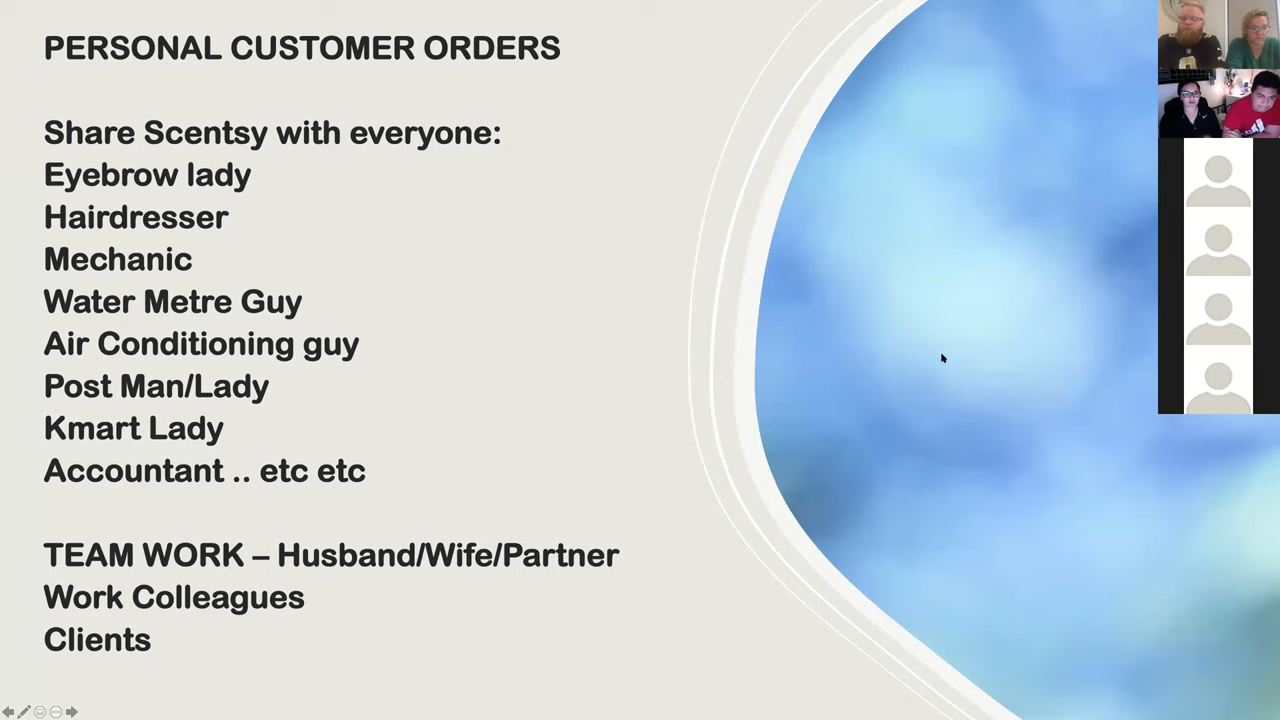 PERSONAL CUSTOMER ORDERS
Share Scentsy with everyone:
Eyebrow lady
Hairdresser
Mechanic
Water Metre Guy
Air Conditioning guy
Post Man/Lady
Kmart Lady
Accountant .. etc etc
TEAM WORK – Husband/Wife/Partner
Work Colleagues
Clients